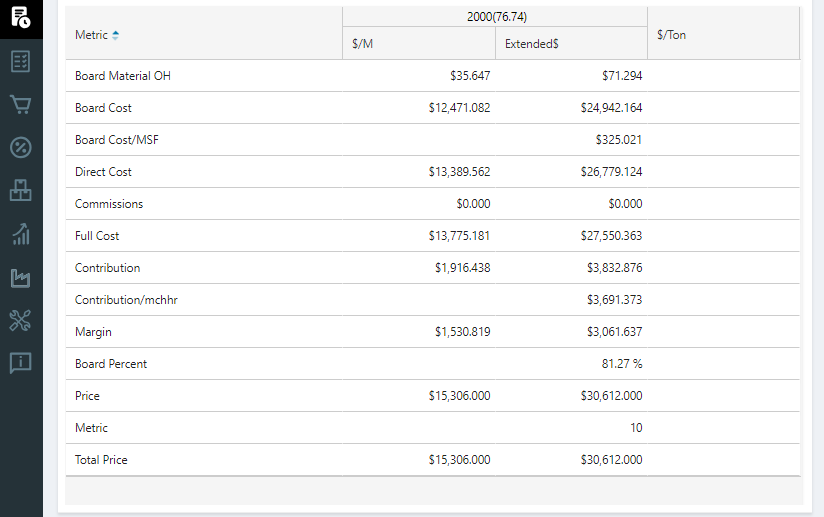 2000(76.74)
Metric $/M Extended$ $/Ton
Board Material OH $35.647 $71.294
Board Cost $12,471.082 $24,942.164
Board Cost/MSF $325.021
Direct Cost $13,389.562 $26,779.124
Commissions $0.000 $0.000
Full Cost $13,775.181 $27,550.363
Contribution $1,916.438 $3,832.876
Contribution/mchhr $3,691.373
Margin $1,530.819 $3,061.637
Board Percent 81.27 %
Price $15,306.000 $30,612.000
Metric 10
Total Price $15,306.000 $30,612.000